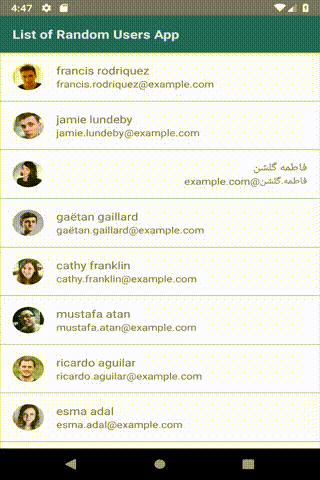 4:47
List of Random Users App
francis rodriquez
francis.rodriquez@example.com
jamie lundeby
jamie.lundeby@example.com
فاطمه گلشن
فاطمه.گلشن@example.com
gaëtan gaillard
gaëtan.gaillard@example.com
cathy franklin
cathy.franklin@example.com
mustafa atan
mustafa.atan@example.com
ricardo aguilar
ricardo.aguilar@example.com
esma adal
esma.adal@example.com